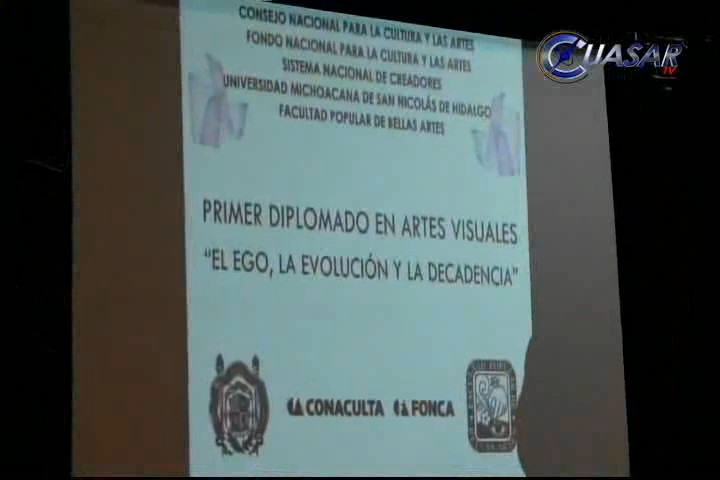 CONSEJO NACIONAL PARA LA CULTURA Y LAS ARTES
FONDO NACIONAL PARA LA CULTURA Y LAS ARTES
SISTEMA NACIONAL DE CREADORES
UNIVERSIDAD MICHOACANA DE SAN NICOLÁS DE HIDALGO
FACULTAD POPULAR DE BELLAS ARTES
CUASAR
TV
PRIMER DIPLOMADO EN ARTES VISUALES
“EL EGO, LA EVOLUCIÓN Y LA DECADENCIA”
CONACULTA FONCA